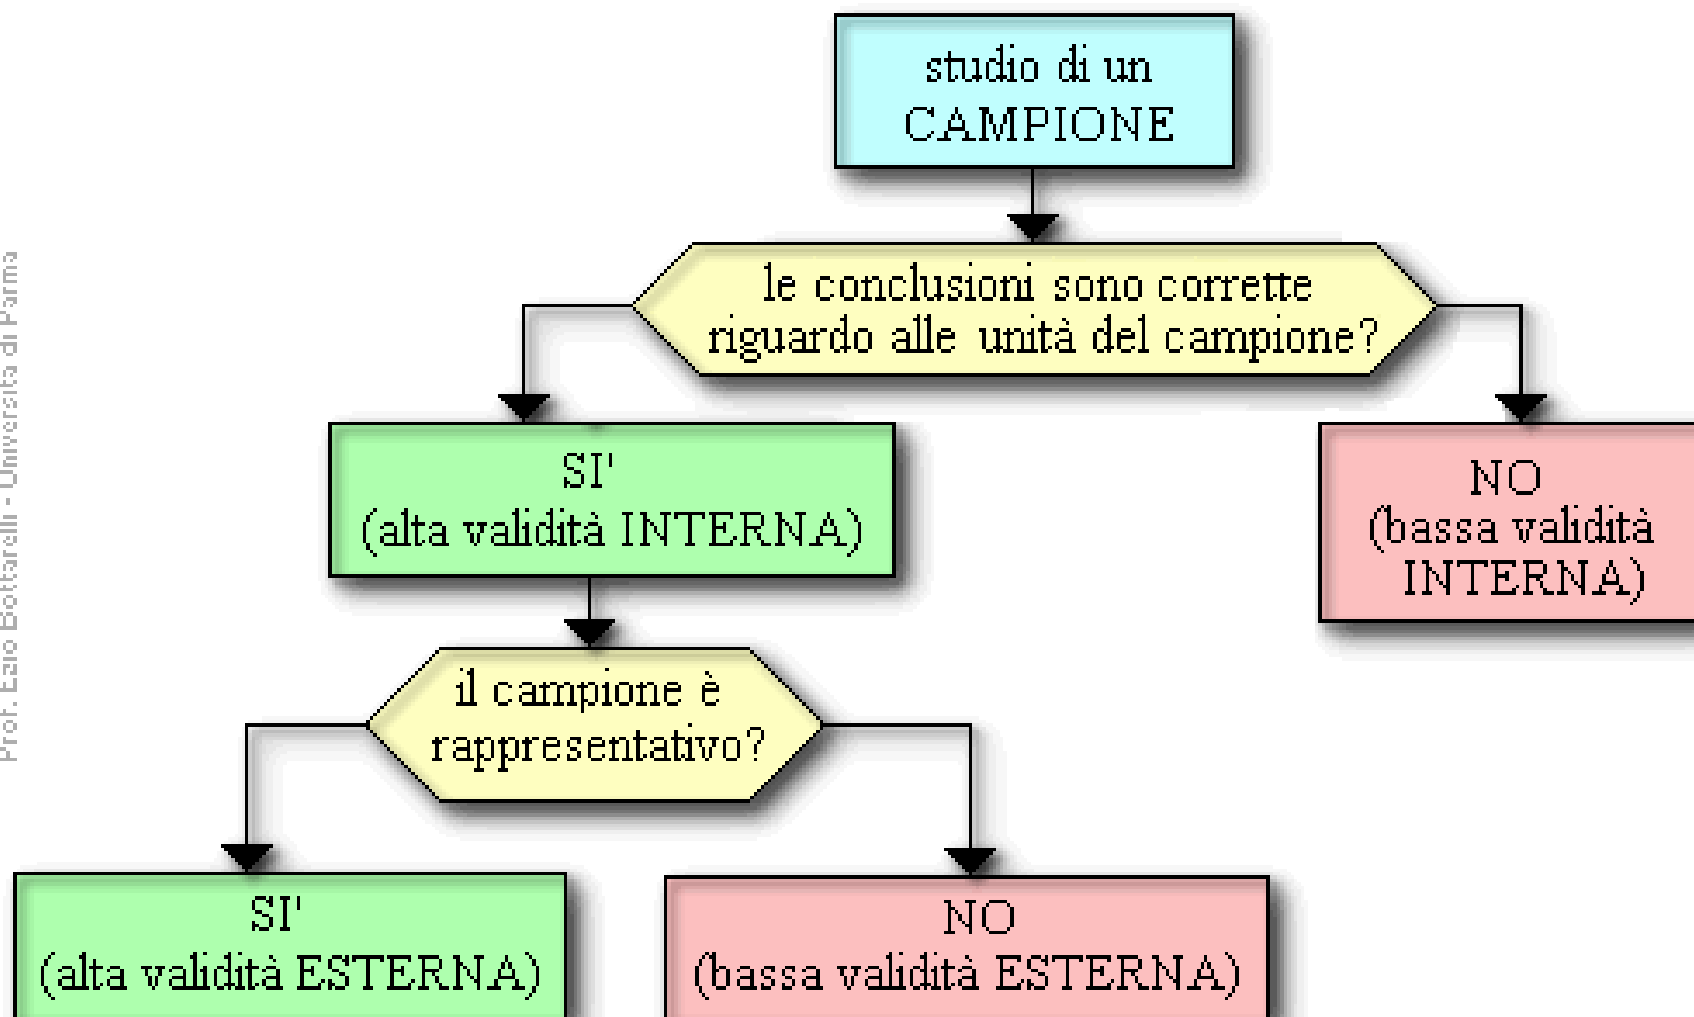 studio di un
CAMPIONE
le conclusioni sono corrette
riguardo alle unità del campione?
SI'
(alta validità INTERNA)
NO
(bassa validità
INTERNA)
il campione è
rappresentativo?
SI'
(alta validità ESTERNA)
NO
(bassa validità ESTERNA)
Prof. Ezio Bottarelli - Università di Parma